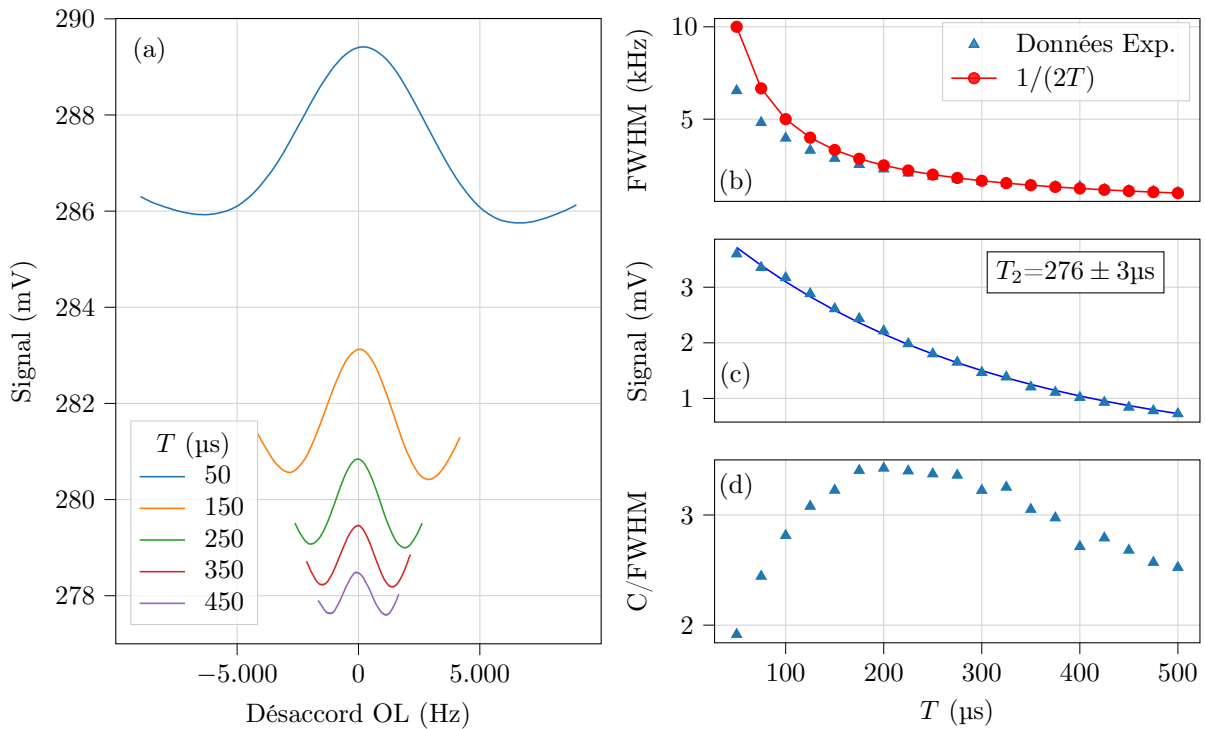 290
288
286
284
282
280
278
Signal (mV)
(a)
T (µs)
50
150
250
350
450
−5.000
0
5.000
Désaccord OL (Hz)
10
5
FWHM (kHz)
(b)
Données Exp.
1/(2T)
3
2
1
Signal (mV)
(c)
T₂=276 ± 3µs
3
2
C/FWHM
(d)
100
200
300
400
500
T (µs)